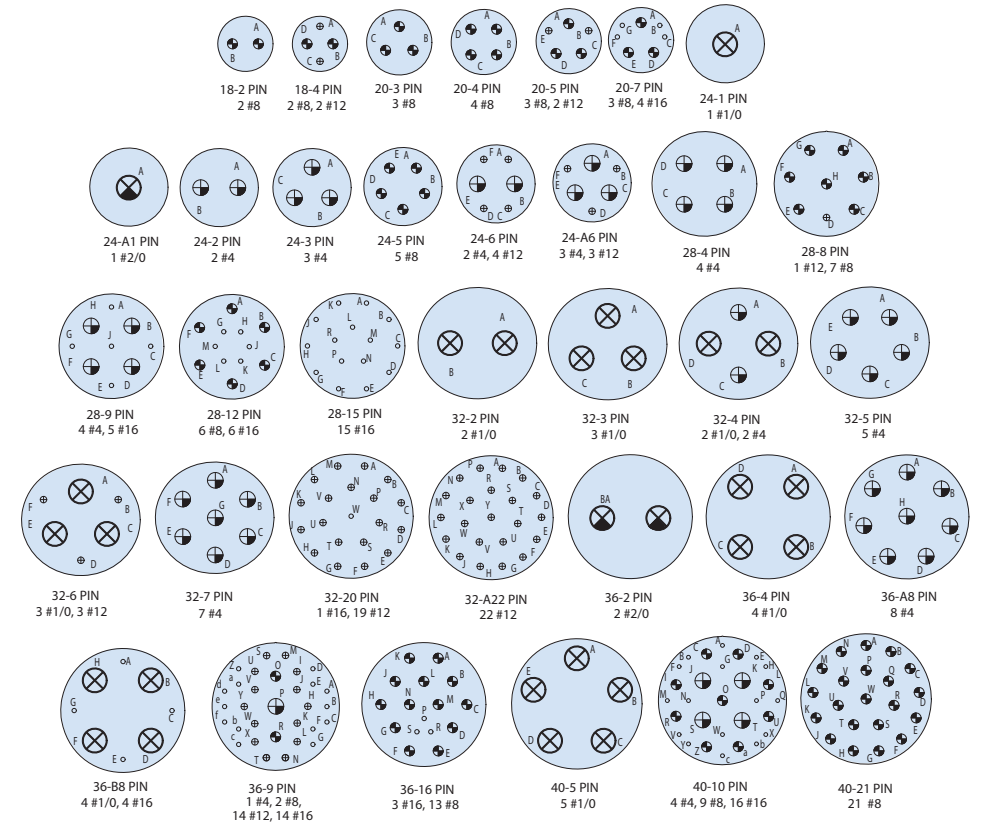 A
B
18-2 PIN
2 #8
D A
C B
18-4 PIN
2 #8, 2 #12
A
C B
20-3 PIN
3 #8
A
D B
C
20-4 PIN
4 #8
A
E B C
D
20-5 PIN
3 #8, 2 #12
A
G B
F C
E D
20-7 PIN
3 #8, 4 #16
A
24-1 PIN
1 #1/0
A
24-A1 PIN
1 #2/0
A
B
24-2 PIN
2 #4
A
C
B
24-3 PIN
3 #4
E A
D B
C
24-5 PIN
5 #8
F A
E B
D C
24-6 PIN
2 #4, 4 #12
A
F B
E C
D
24-A6 PIN
3 #4, 3 #12
D A
C B
28-4 PIN
4 #4
G A
F H B
E D C
28-8 PIN
1 #12, 7 #8
H A
G J B
F C
E D
28-9 PIN
4 #4, 5 #16
A
F G H B
M J
E L K C
D
28-12 PIN
6 #8, 6 #16
K A
J L B
R M C
H P N D
G F E
28-15 PIN
15 #16
A
B
32-2 PIN
2 #1/0
A
C B
32-3 PIN
3 #1/0
A
D B
C
32-4 PIN
2 #1/0, 2 #4
A
E B
D C
32-5 PIN
5 #4
A
F B
E C
D
32-6 PIN
3 #1/0, 3 #12
A
F G B
E C
D
32-7 PIN
7 #4
M A
L N B
K V P C
J U W R D
H T S E
G F
32-20 PIN
1 #16, 19 #12
P A B
N R S C
M X Y T D
L W V U E
K J H G F
32-A22 PIN
22 #12
B A
36-2 PIN
2 #2/0
D A
C B
36-4 PIN
4 #1/0
A
G H B
F C
E D
36-A8 PIN
8 #4
H A
G B
F C
E D
36-B8 PIN
4 #1/0, 4 #16
S M
Z U O I D
a V J E
d Y P H A
e B
f W K F C
b X R L G
c T N
36-9 PIN
1 #4, 2 #8,
14 #12, 14 #16
K A
J L B
H N M C
G S P R D
F E
36-16 PIN
3 #16, 13 #8
A
E B
D C
40-5 PIN
5 #1/0
A
B C G D E
F J K H
M N O P L Q
R S W T U
V Y Z c a b X
40-10 PIN
4 #4, 9 #8, 16 #16
N A B
M V P Q C
L U W R D
K T S E
J H G F
40-21 PIN
21 #8